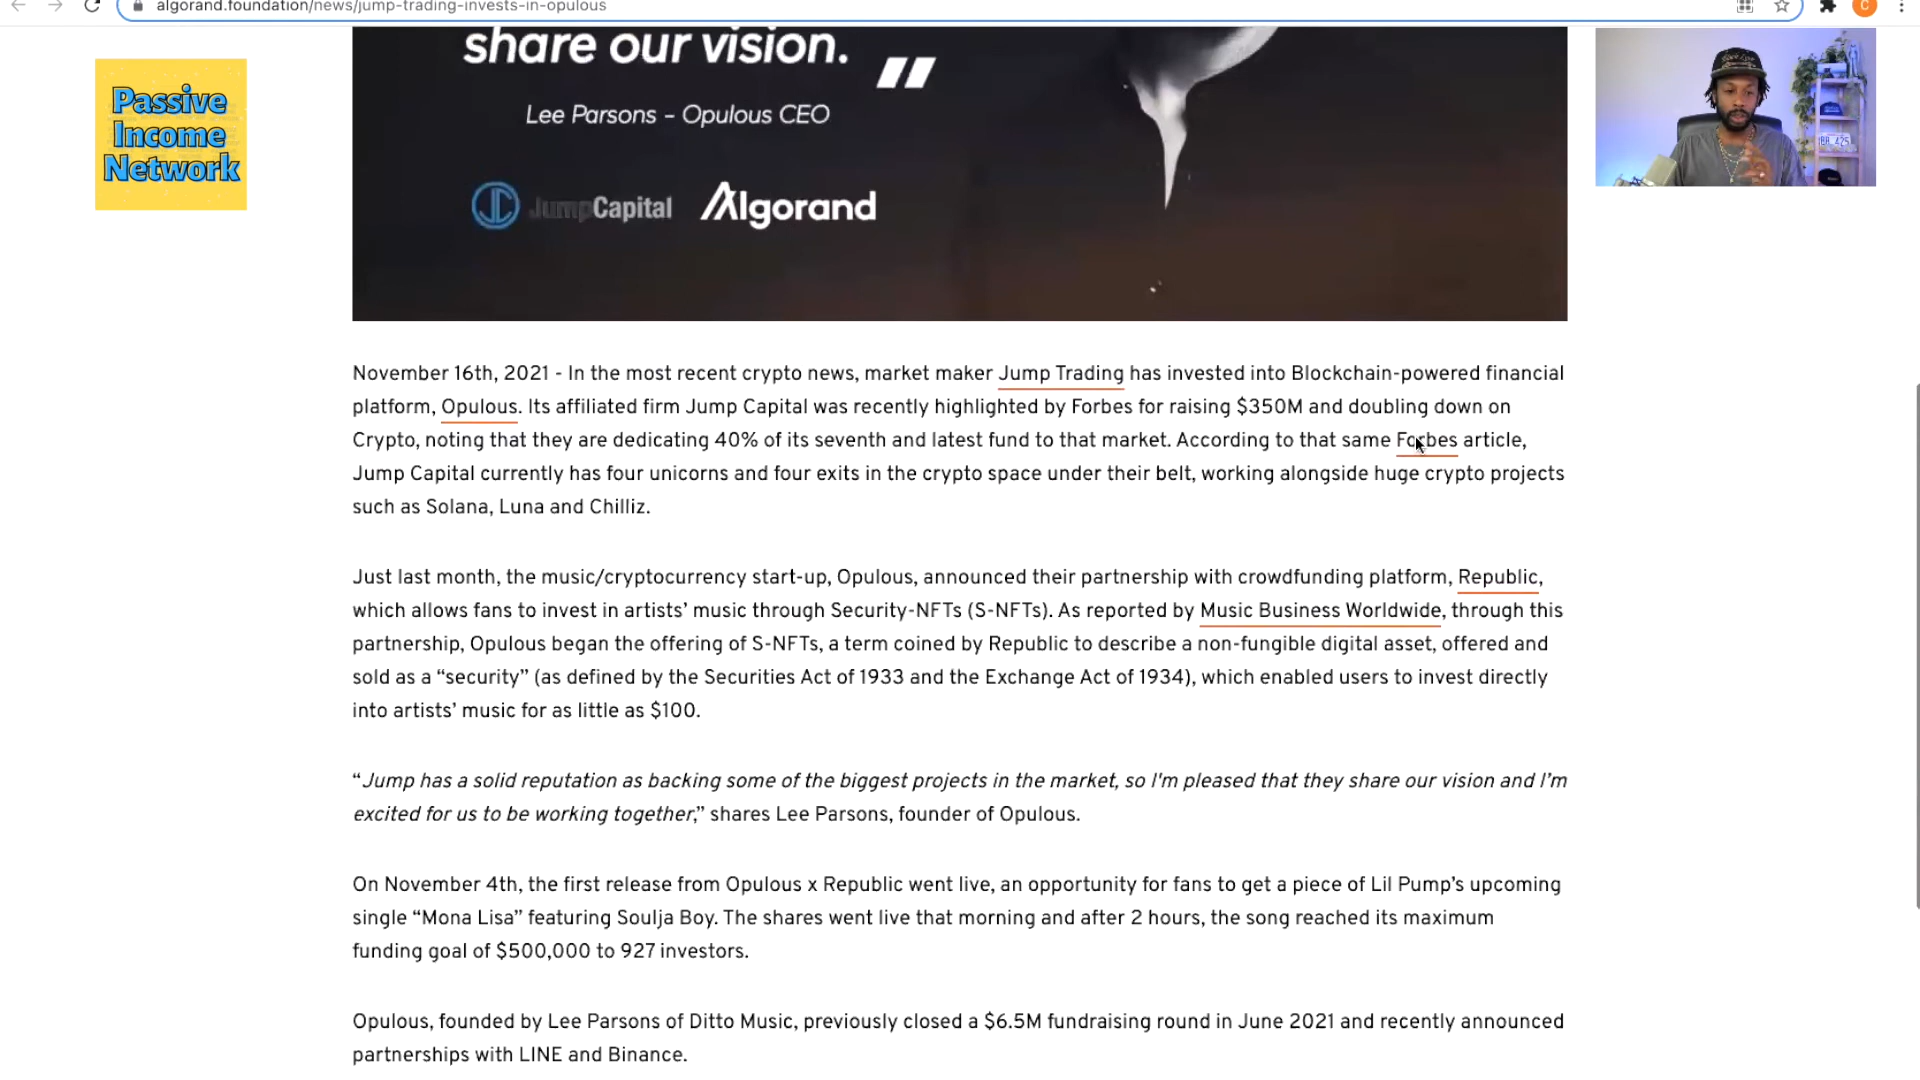 algorand.foundation/news/jump-trading-invests-in-opulous
C
share our vision.
"
Lee Parsons - Opulous CEO
JC JumpCapital Algorand
Passive
Income
Network
November 16th, 2021 - In the most recent crypto news, market maker Jump Trading has invested into Blockchain-powered financial
platform, Opulous. Its affiliated firm Jump Capital was recently highlighted by Forbes for raising $350M and doubling down on
Crypto, noting that they are dedicating 40% of its seventh and latest fund to that market. According to that same Forbes article,
Jump Capital currently has four unicorns and four exits in the crypto space under their belt, working alongside huge crypto projects
such as Solana, Luna and Chilliz.
Just last month, the music/cryptocurrency start-up, Opulous, announced their partnership with crowdfunding platform, Republic,
which allows fans to invest in artists’ music through Security-NFTs (S-NFTs). As reported by Music Business Worldwide, through this
partnership, Opulous began the offering of S-NFTs, a term coined by Republic to describe a non-fungible digital asset, offered and
sold as a “security” (as defined by the Securities Act of 1933 and the Exchange Act of 1934), which enabled users to invest directly
into artists’ music for as little as $100.
“Jump has a solid reputation as backing some of the biggest projects in the market, so I'm pleased that they share our vision and I’m
excited for us to be working together,” shares Lee Parsons, founder of Opulous.
On November 4th, the first release from Opulous x Republic went live, an opportunity for fans to get a piece of Lil Pump’s upcoming
single “Mona Lisa” featuring Soulja Boy. The shares went live that morning and after 2 hours, the song reached its maximum
funding goal of $500,000 to 927 investors.
Opulous, founded by Lee Parsons of Ditto Music, previously closed a $6.5M fundraising round in June 2021 and recently announced
partnerships with LINE and Binance.